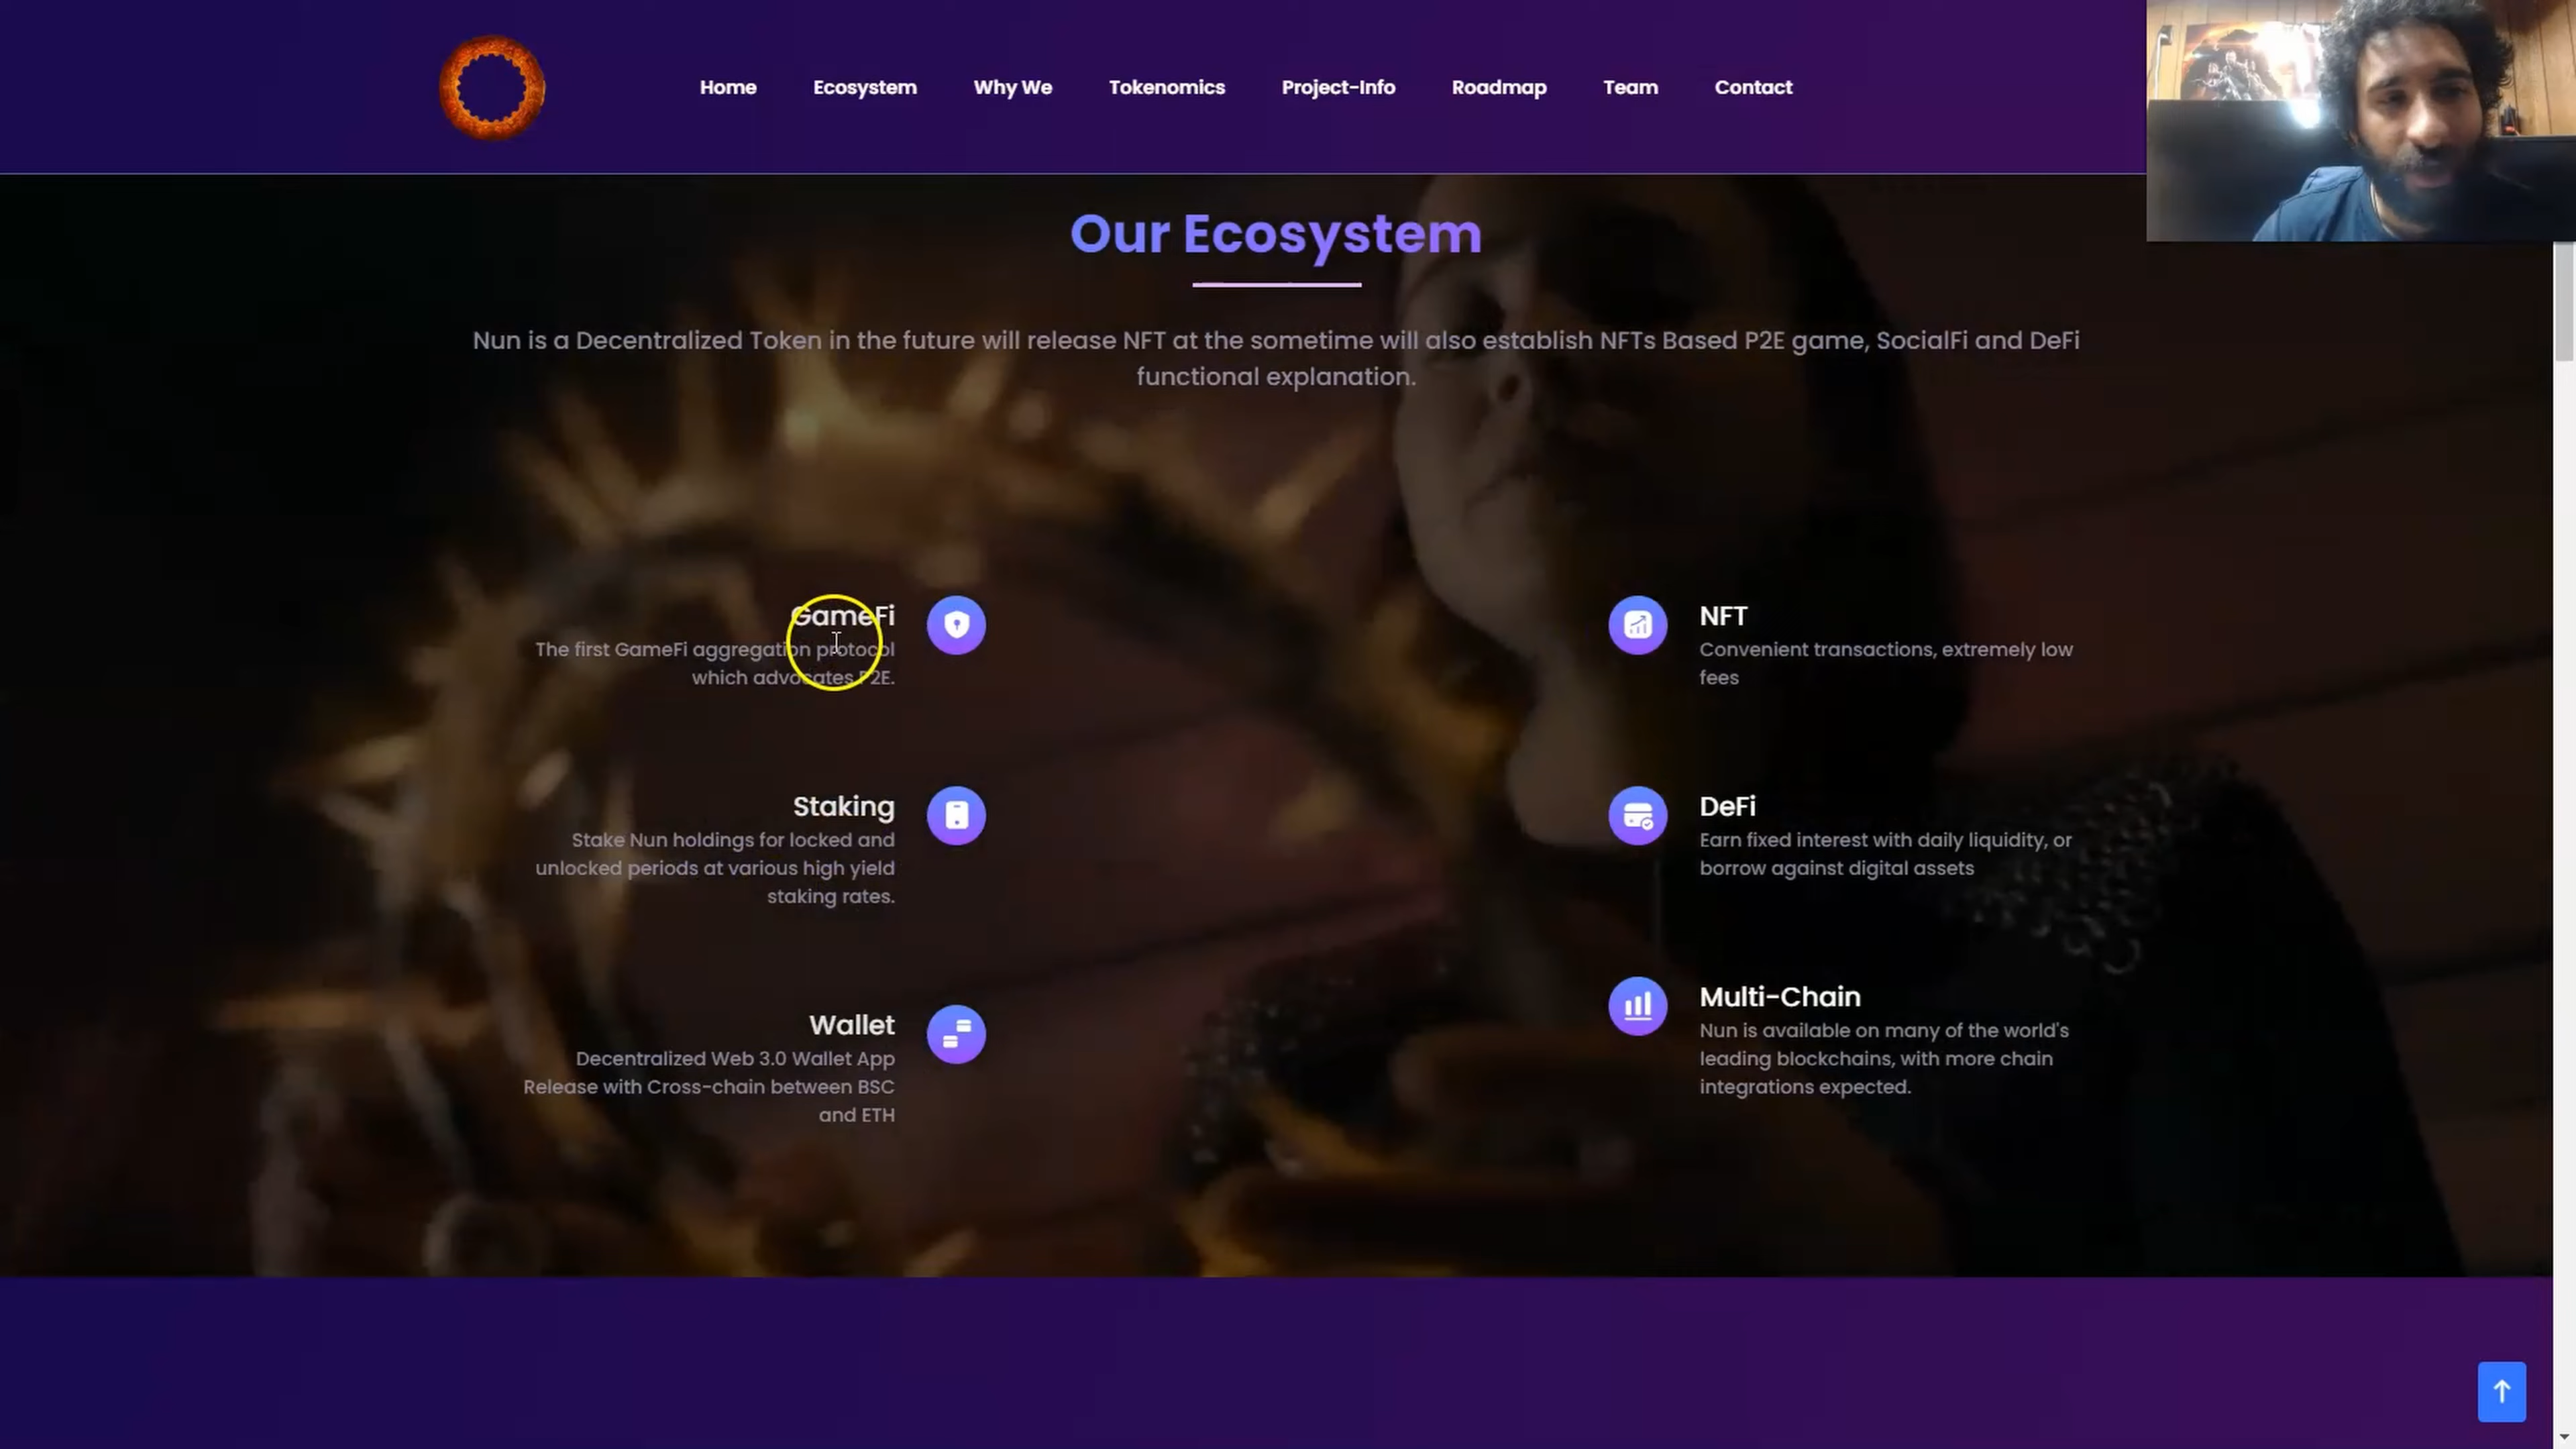 Home Ecosystem Why We Tokenomics Project-Info Roadmap Team Contact
Our Ecosystem
Nun is a Decentralized Token in the future will release NFT at the sometime will also establish NFTs Based P2E game, SocialFi and DeFi
functional explanation.
GameFi
The first GameFi aggregation protocol
which advocates P2E.
Staking
Stake Nun holdings for locked and
unlocked periods at various high yield
staking rates.
Wallet
Decentralized Web 3.0 Wallet App
Release with Cross-chain between BSC
and ETH
NFT
Convenient transactions, extremely low
fees
DeFi
Earn fixed interest with daily liquidity, or
borrow against digital assets
Multi-Chain
Nun is available on many of the world's
leading blockchains, with more chain
integrations expected.